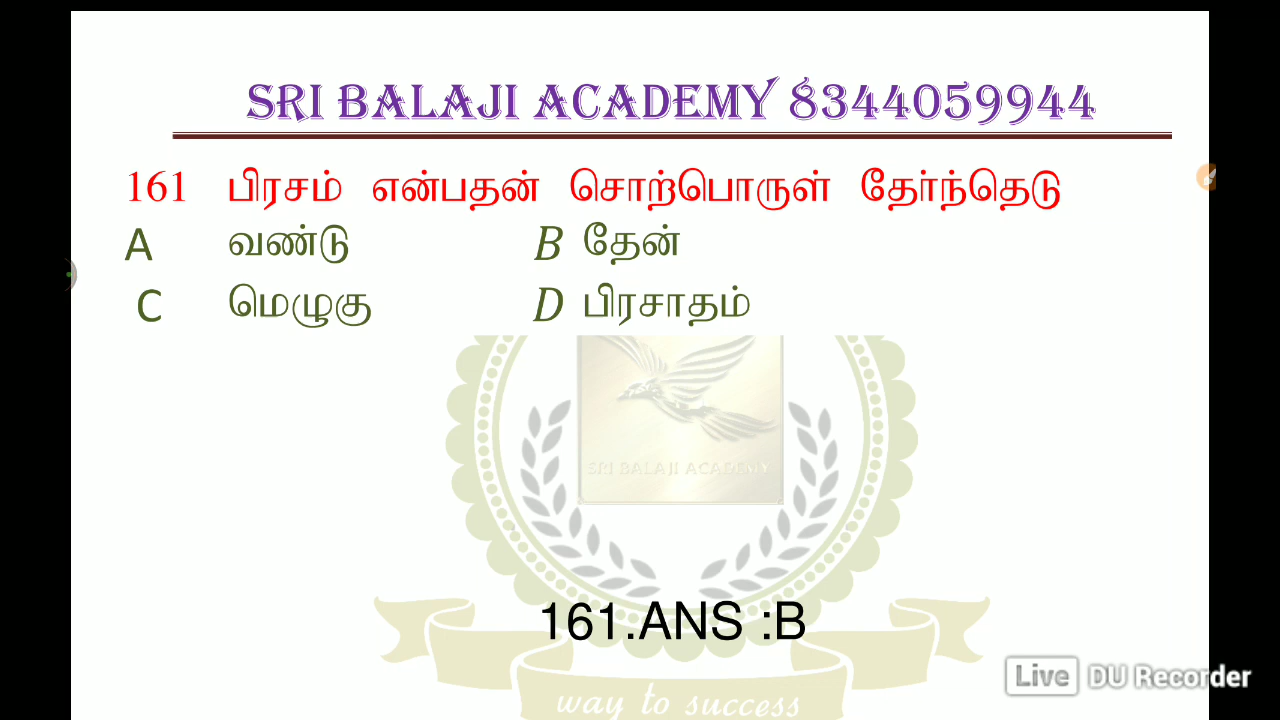 SRI BALAJI ACADEMY 8344059944
161 பிரசம் என்பதன் சொற்பொருள் தேர்ந்தெடு
A வண்டு B தேன்
C மெழுகு D பிரசாதம்
SRI BALAJI ACADEMY
161.ANS :B
Live DU Recorder
way to success